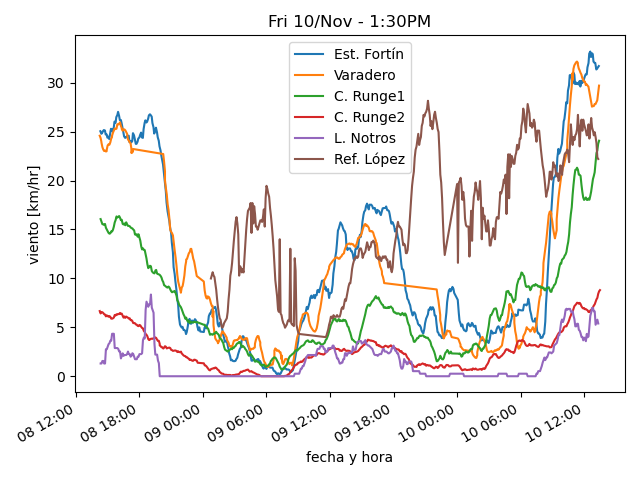 Fri 10/Nov - 1:30PM
Est. Fortín
Varadero
C. Runge1
C. Runge2
L. Notros
Ref. López
viento [km/hr]
30
25
20
15
10
5
0
08 12:00
08 18:00
09 00:00
09 06:00
09 12:00
09 18:00
10 00:00
10 06:00
10 12:00
fecha y hora